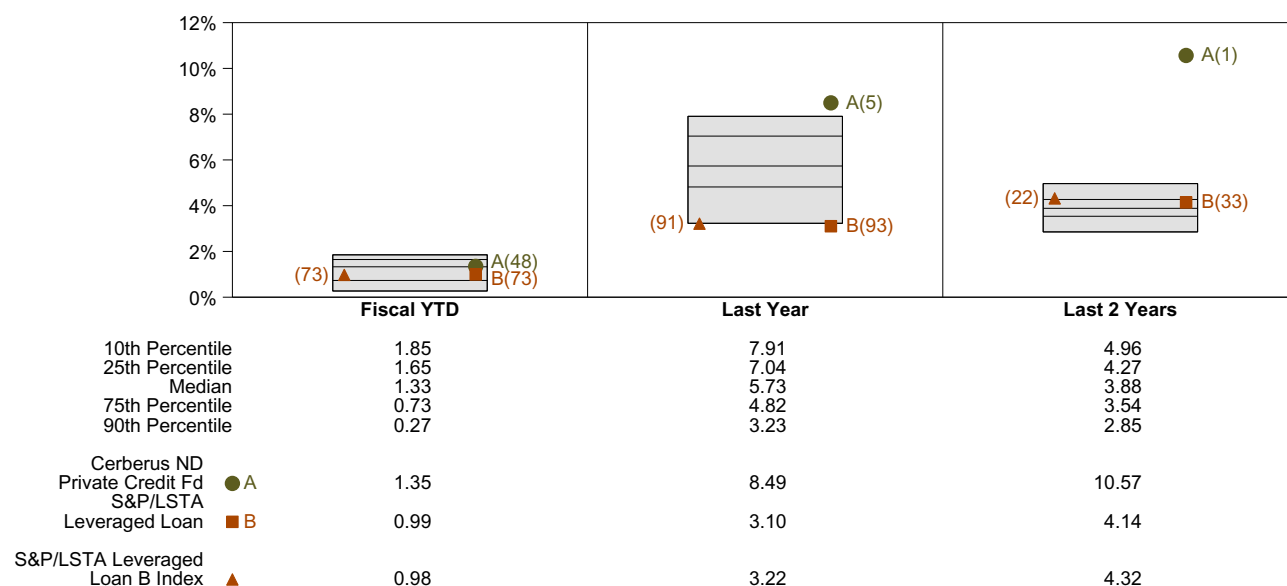 12%
10%
8%
6%
4%
2%
0%
(73)
A(48)
B(73)
(91)
A(5)
B(93)
(22)
A(1)
B(33)
Fiscal YTD Last Year Last 2 Years
10th Percentile 1.85 7.91 4.96
25th Percentile 1.65 7.04 4.27
Median 1.33 5.73 3.88
75th Percentile 0.73 4.82 3.54
90th Percentile 0.27 3.23 2.85
Cerberus ND
Private Credit Fd A 1.35 8.49 10.57
S&P/LSTA
Leveraged Loan B 0.99 3.10 4.14
S&P/LSTA Leveraged
Loan B Index 0.98 3.22 4.32